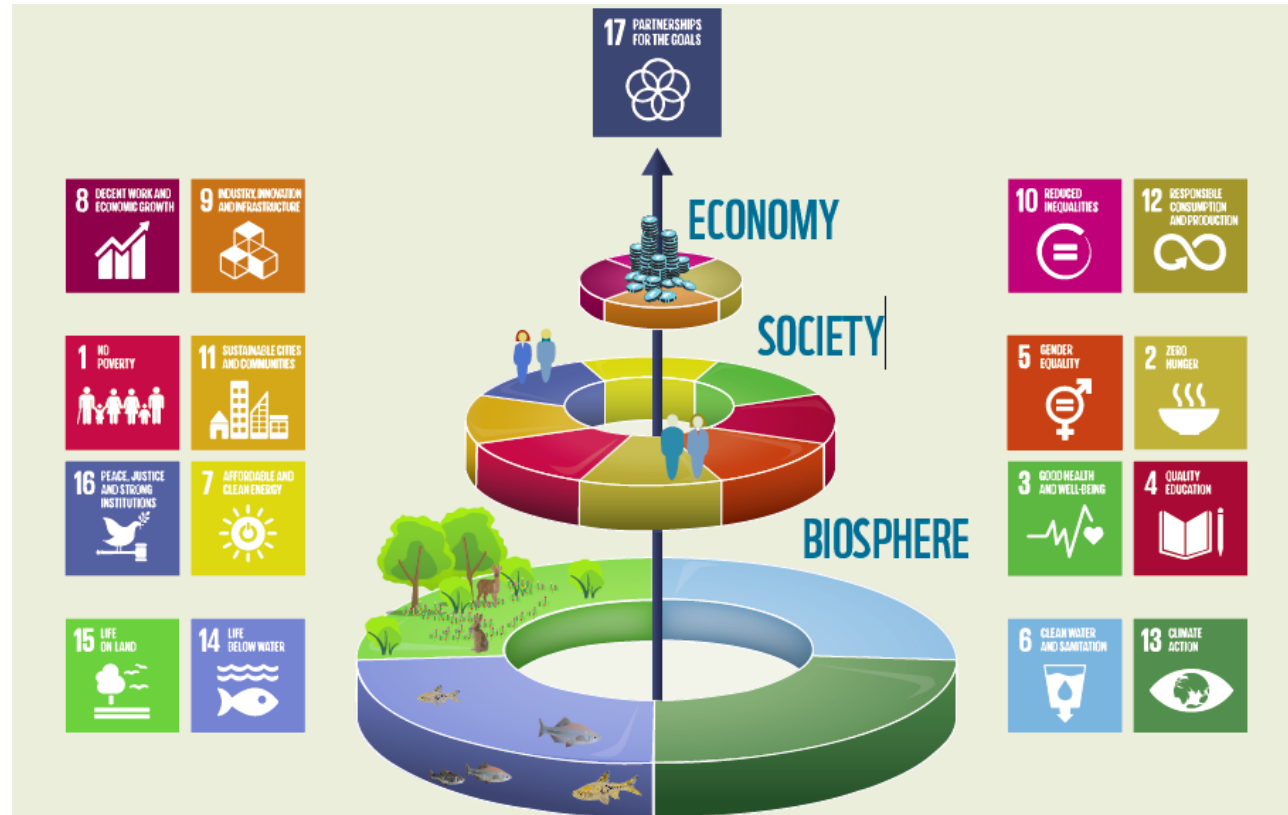 17 PARTNERSHIPS
FOR THE GOALS
8 DECENT WORK AND
ECONOMIC GROWTH
9 INDUSTRY, INNOVATION
AND INFRASTRUCTURE
ECONOMY
10 REDUCED
INEQUALITIES
12 RESPONSIBLE
CONSUMPTION
AND PRODUCTION
1 NO
POVERTY
11 SUSTAINABLE CITIES
AND COMMUNITIES
SOCIETY
5 GENDER
EQUALITY
2 ZERO
HUNGER
16 PEACE, JUSTICE
AND STRONG
INSTITUTIONS
7 AFFORDABLE AND
CLEAN ENERGY
BIOSPHERE
3 GOOD HEALTH
AND WELL-BEING
4 QUALITY
EDUCATION
15 LIFE
ON LAND
14 LIFE
BELOW WATER
6 CLEAN WATER
AND SANITATION
13 CLIMATE
ACTION